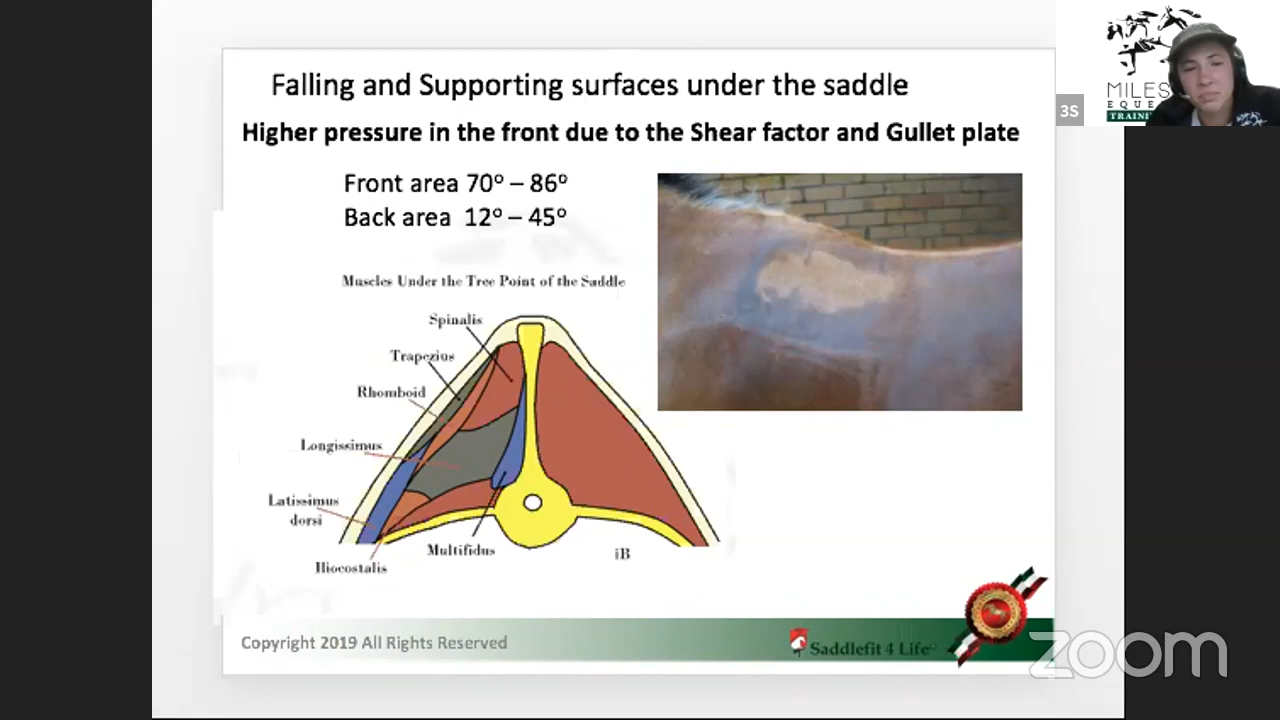 Falling and Supporting surfaces under the saddle
Higher pressure in the front due to the Shear factor and Gullet plate
Front area 70º – 86º
Back area 12º – 45º
Muscles Under the Tree Point of the Saddle
Spinalis
Trapezius
Rhomboid
Longissimus
Latissimus
dorsi
Iliocostalis
Multifidus
iB
Copyright 2019 All Rights Reserved
Saddlefit 4 Life
zoom
3S
MILES
EQUE
TRAINI